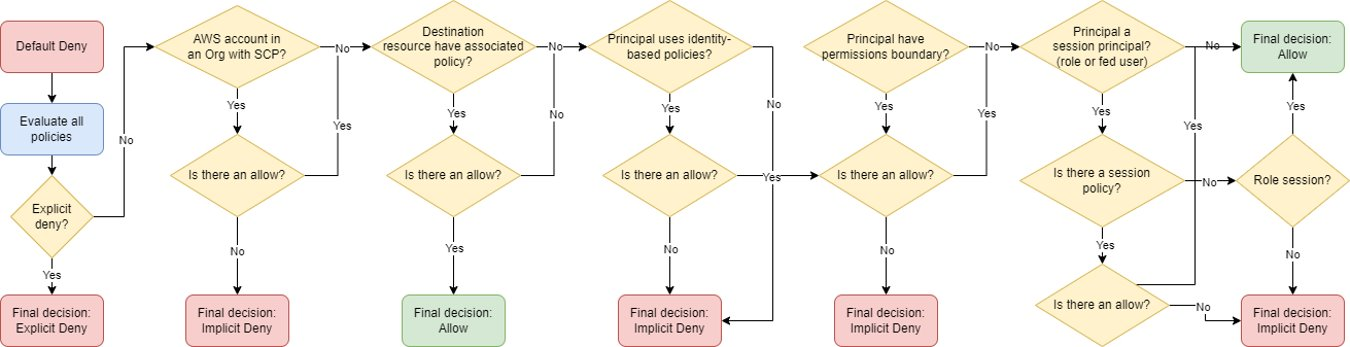 Default Deny
Evaluate all
policies
Explicit
deny?
No
Yes
Final decision:
Explicit Deny
AWS account in
an Org with SCP?
No
Yes
Yes
Is there an allow?
No
Final decision:
Implicit Deny
Destination
resource have associated
policy?
No
Yes
No
Is there an allow?
Yes
Final decision:
Allow
Principal uses identity-
based policies?
No
Yes
Is there an allow?
Yes
No
Final decision:
Implicit Deny
Principal have
permissions boundary?
No
Yes
Yes
Is there an allow?
No
Final decision:
Implicit Deny
Principal a
session principal?
(role or fed user)
No
Yes
Yes
Is there a session
policy?
No
Yes
Is there an allow?
No
Final decision:
Allow
Yes
Role session?
No
Final decision:
Implicit Deny